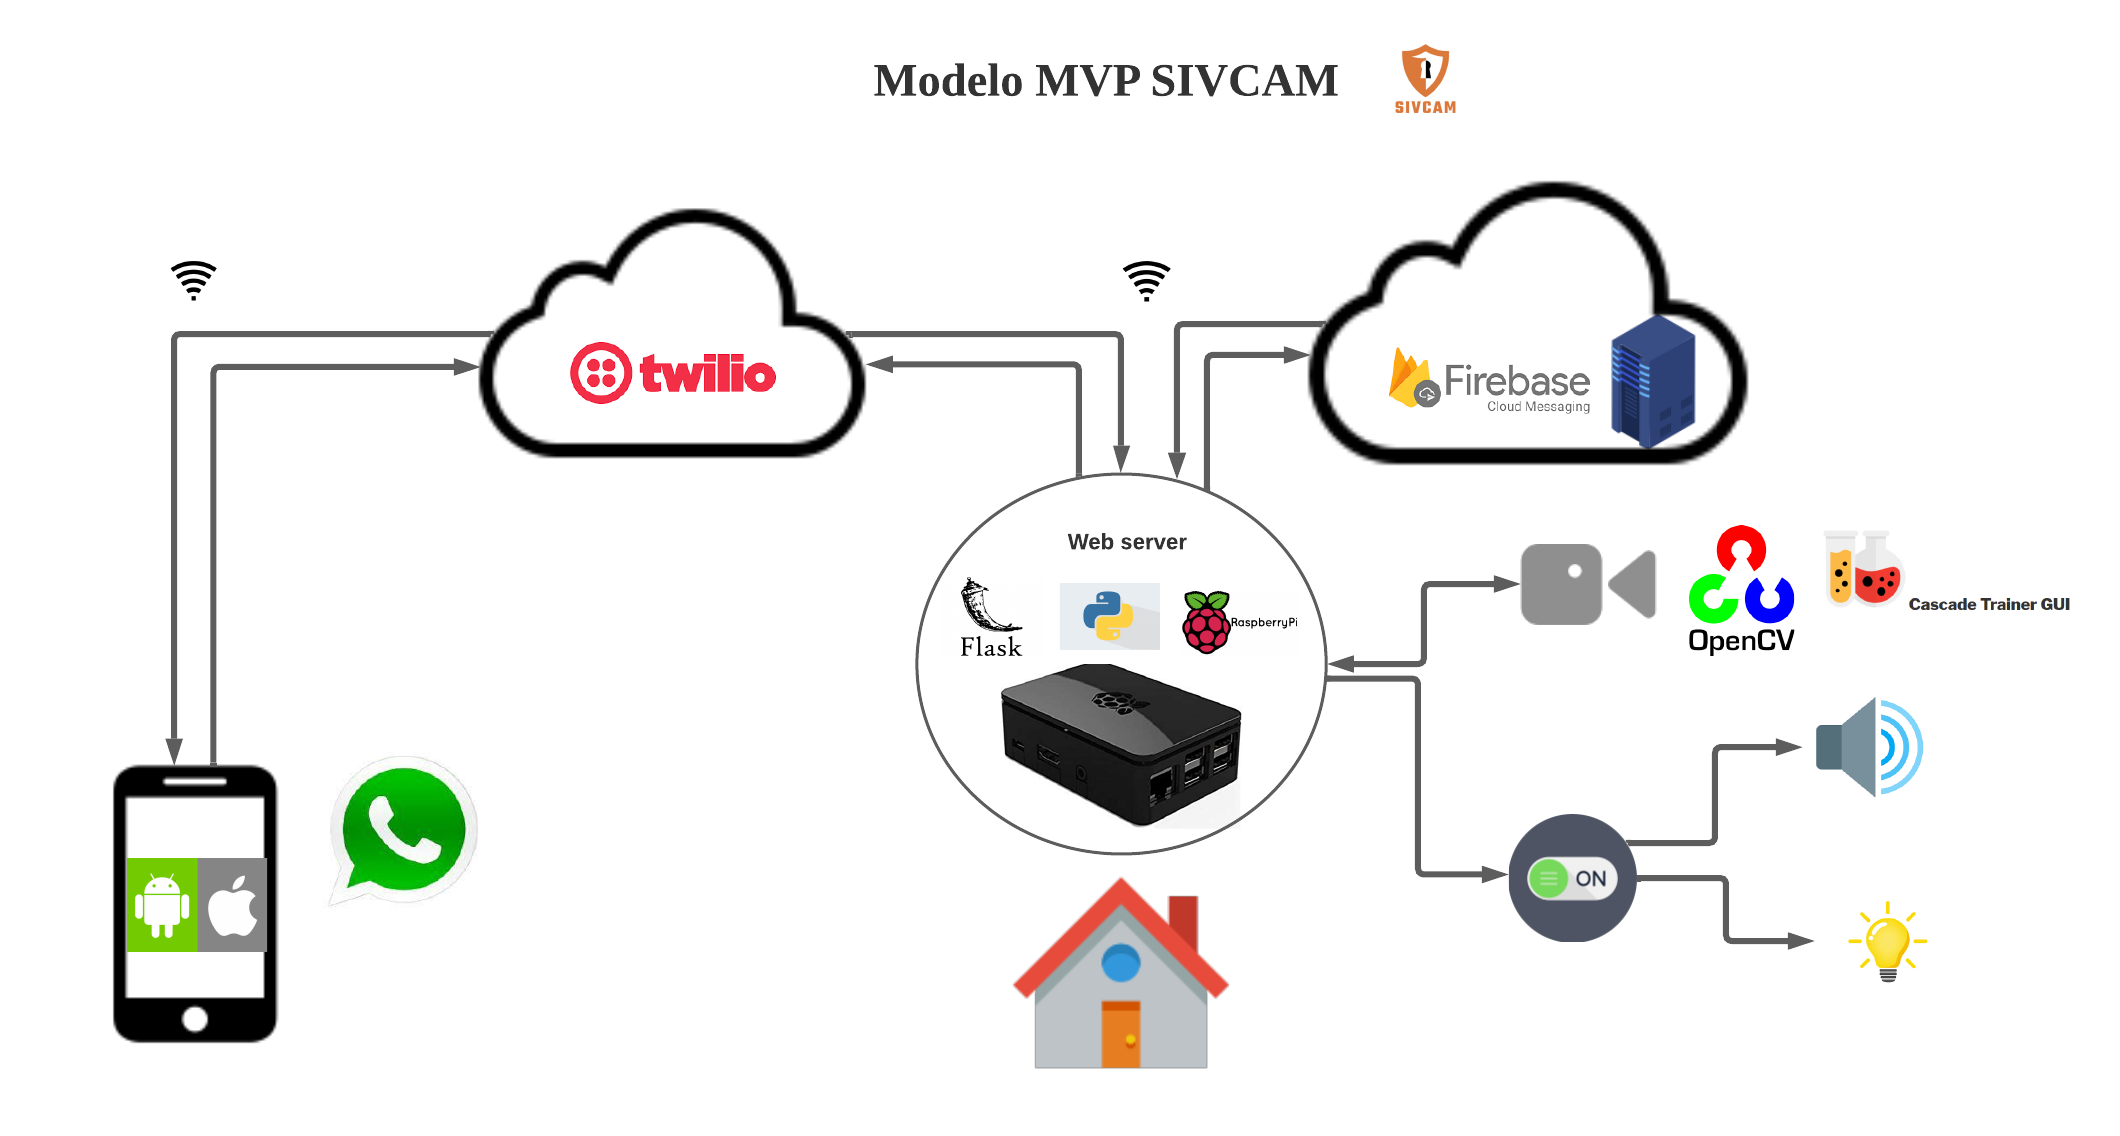 Modelo MVP SIVCAM
SIVCAM
twilio
Firebase
Cloud Messaging
Web server
Flask
RaspberryPi
OpenCV
Cascade Trainer GUI
ON